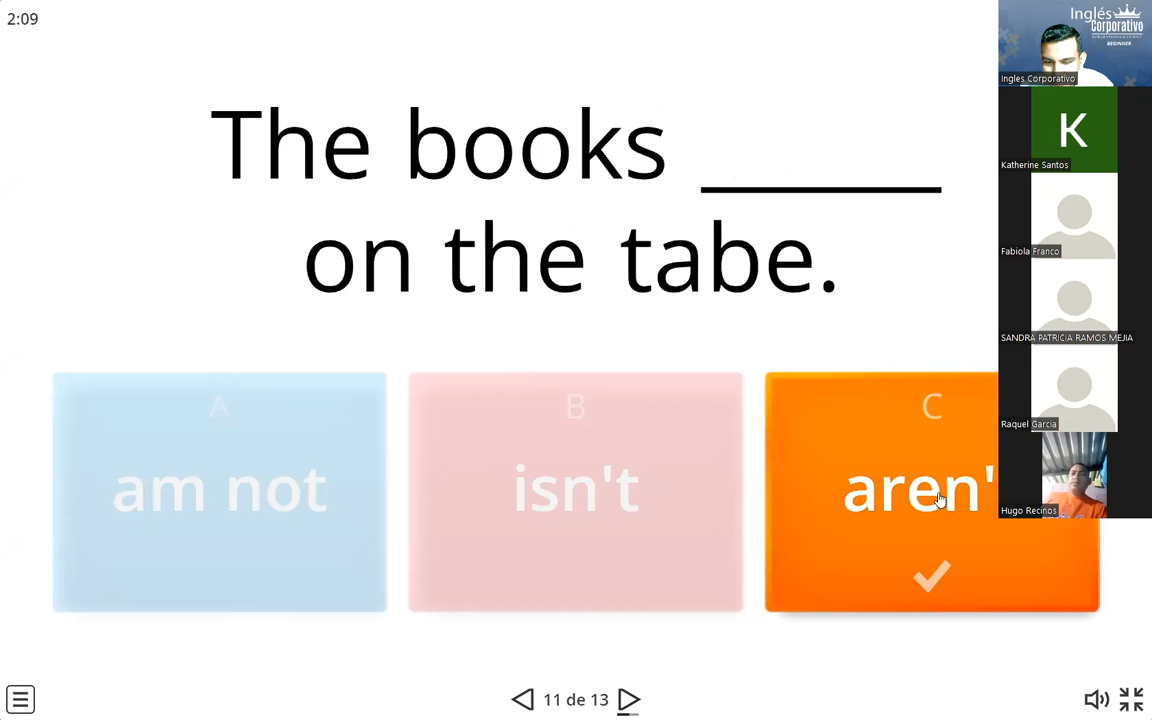 2:09
The books ______
on the tabe.
A
am not
B
isn't
C
aren'
11 de 13
Inglés
Corporativo
BEGINNER
Ingles Corporativo
K
Katherine Santos
Fabiola Franco
SANDRA PATRICIA RAMOS MEJIA
Raquel Garcia
Hugo Recinos